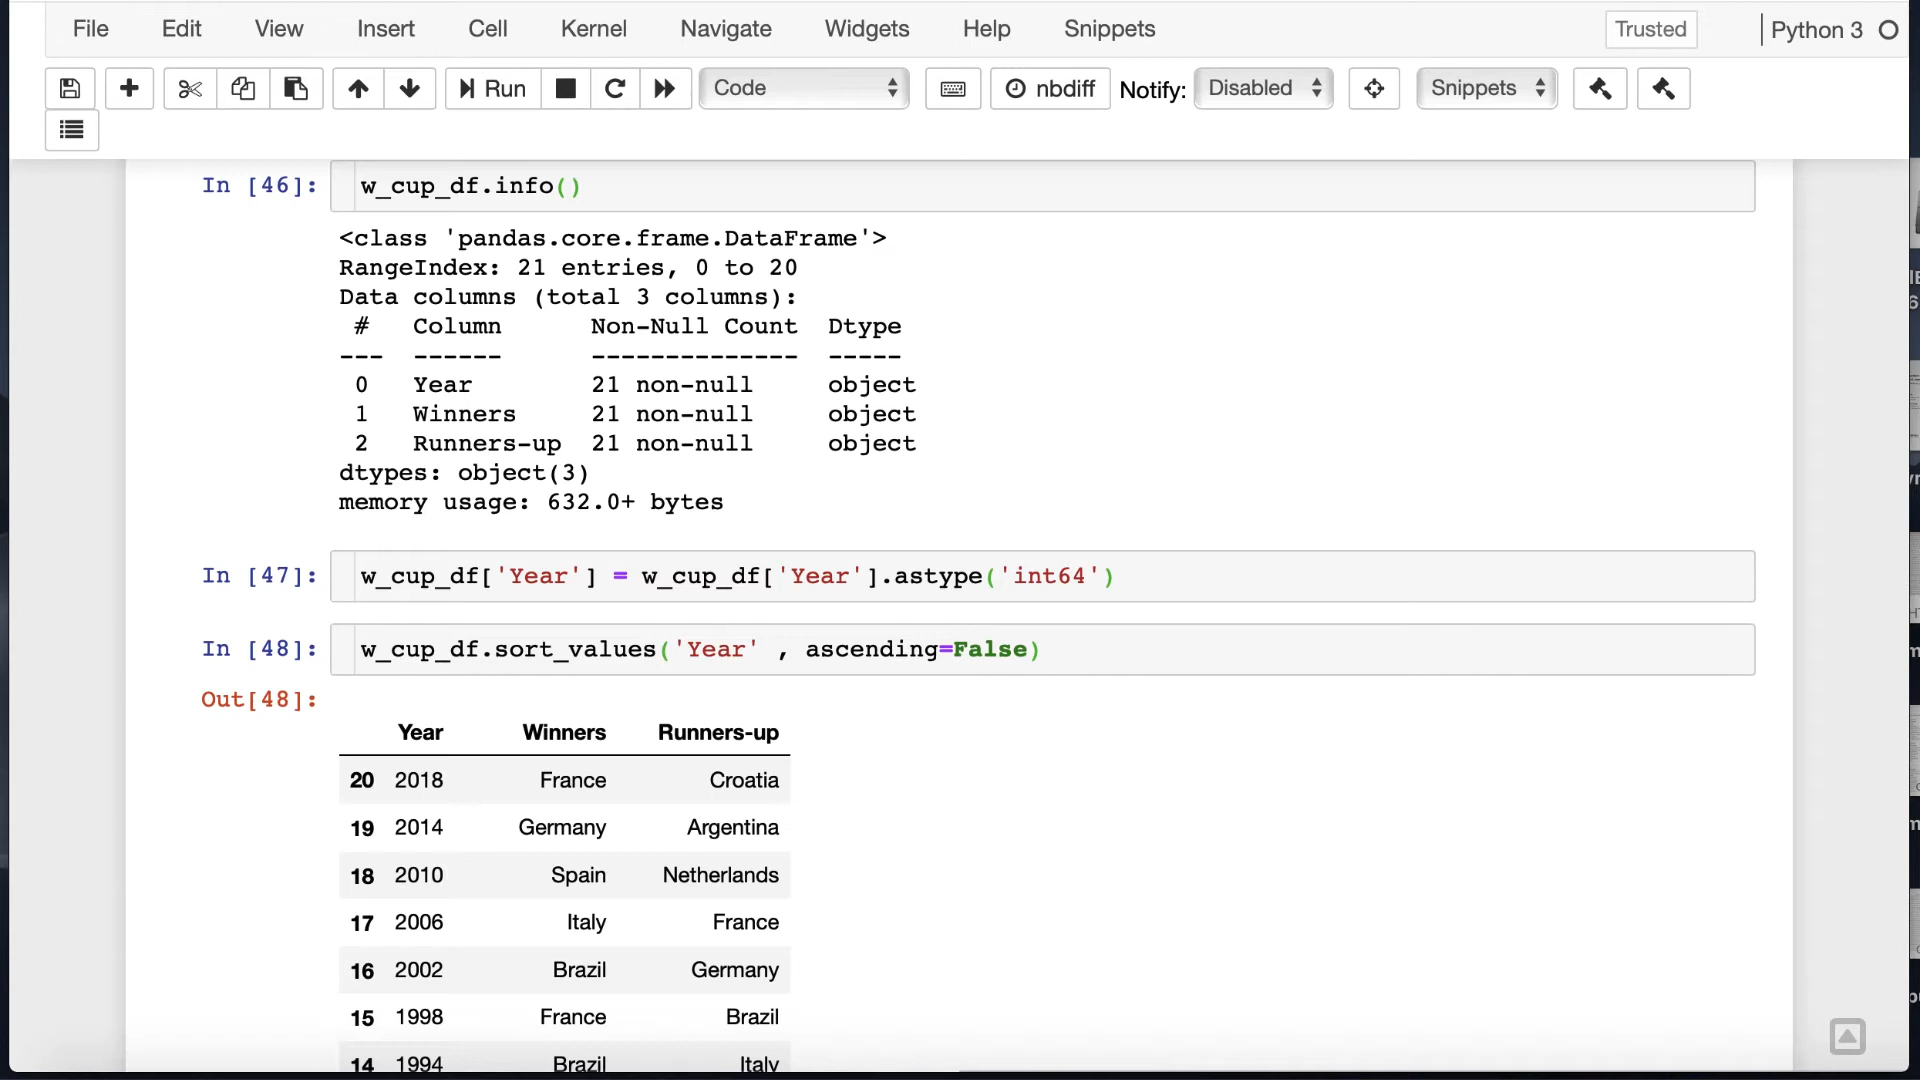 File Edit View Insert Cell Kernel Navigate Widgets Help Snippets Trusted Python 3
Run Code nbdiff Notify: Disabled Snippets
In [46]: w_cup_df.info()
<class 'pandas.core.frame.DataFrame'>
RangeIndex: 21 entries, 0 to 20
Data columns (total 3 columns):
# Column Non-Null Count Dtype
--- ------ -------------- -----
0 Year 21 non-null object
1 Winners 21 non-null object
2 Runners-up 21 non-null object
dtypes: object(3)
memory usage: 632.0+ bytes
In [47]: w_cup_df['Year'] = w_cup_df['Year'].astype('int64')
In [48]: w_cup_df.sort_values('Year' , ascending=False)
Out[48]:
Year Winners Runners-up
20 2018 France Croatia
19 2014 Germany Argentina
18 2010 Spain Netherlands
17 2006 Italy France
16 2002 Brazil Germany
15 1998 France Brazil
14 1994 Brazil Italy